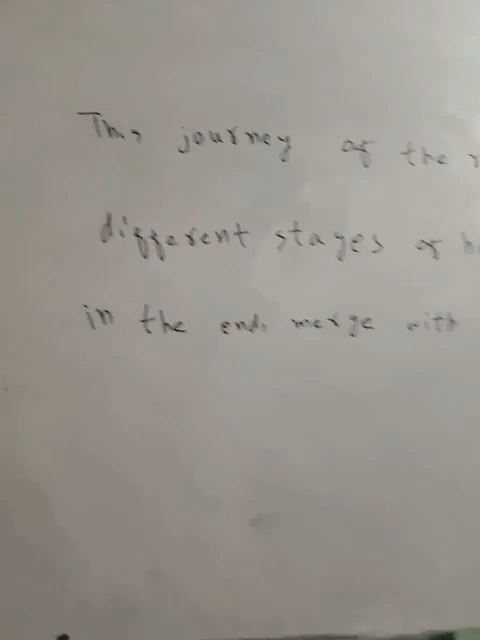 This journey of the
different stages of
in the end, merge with